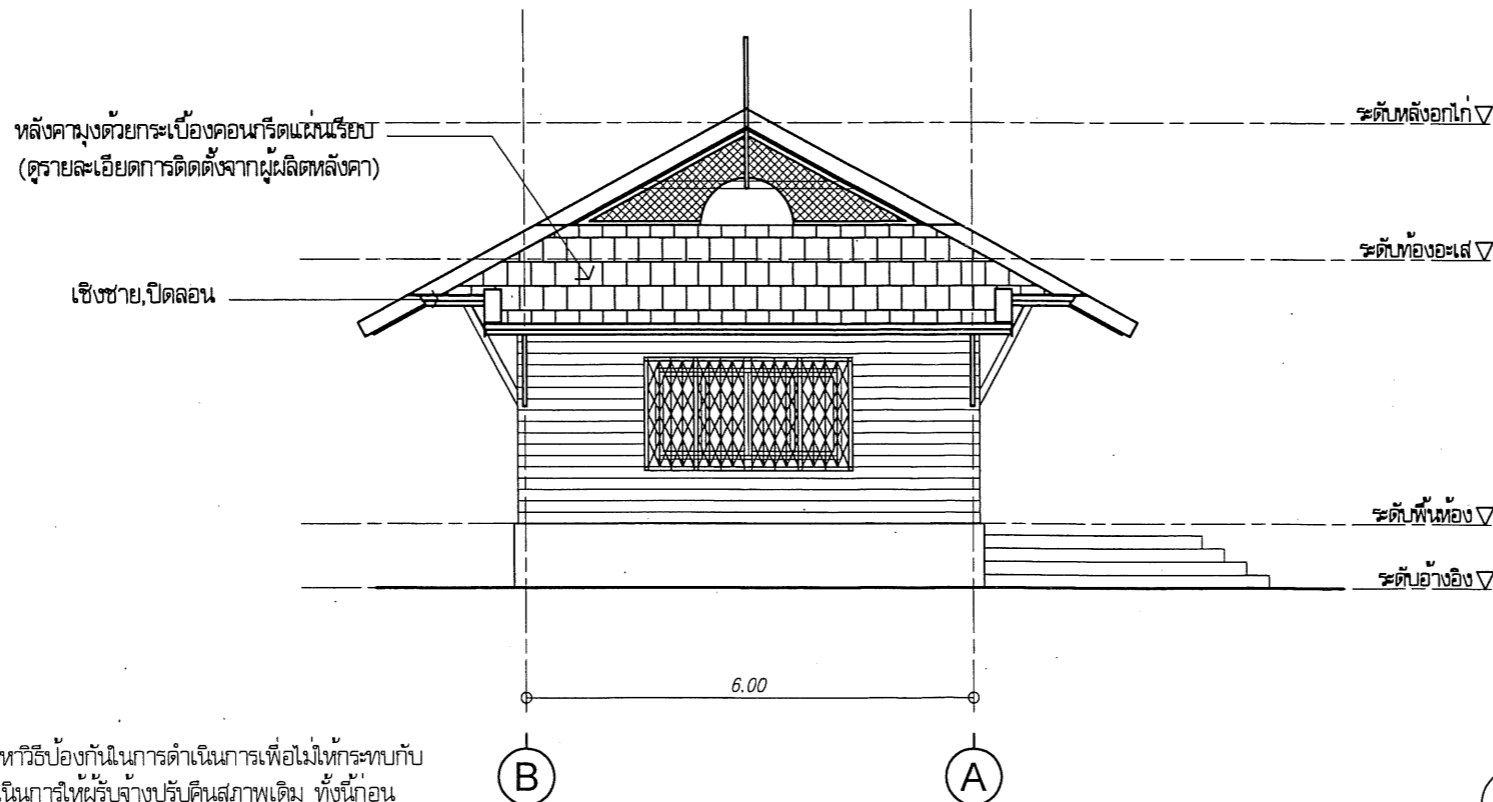 ระดับหลังอกไก่
หลังคามุงด้วยกระเบื้องคอนกรีตแผ่นเรียบ
(ดูรายละเอียดการติดตั้งจากผู้ผลิตหลังคา)
ระดับท้องอะเส
เชิงชาย,ปิดลอน
ระดับพื้นห้อง
ระดับอ้างอิง
6.00
B
A
หาวิธีป้องกันในการดำเนินการเพื่อไม่ให้กระทบกับ
นินการให้ผู้รับจ้างปรับคืนสภาพเดิม ทั้งนี้ก่อน